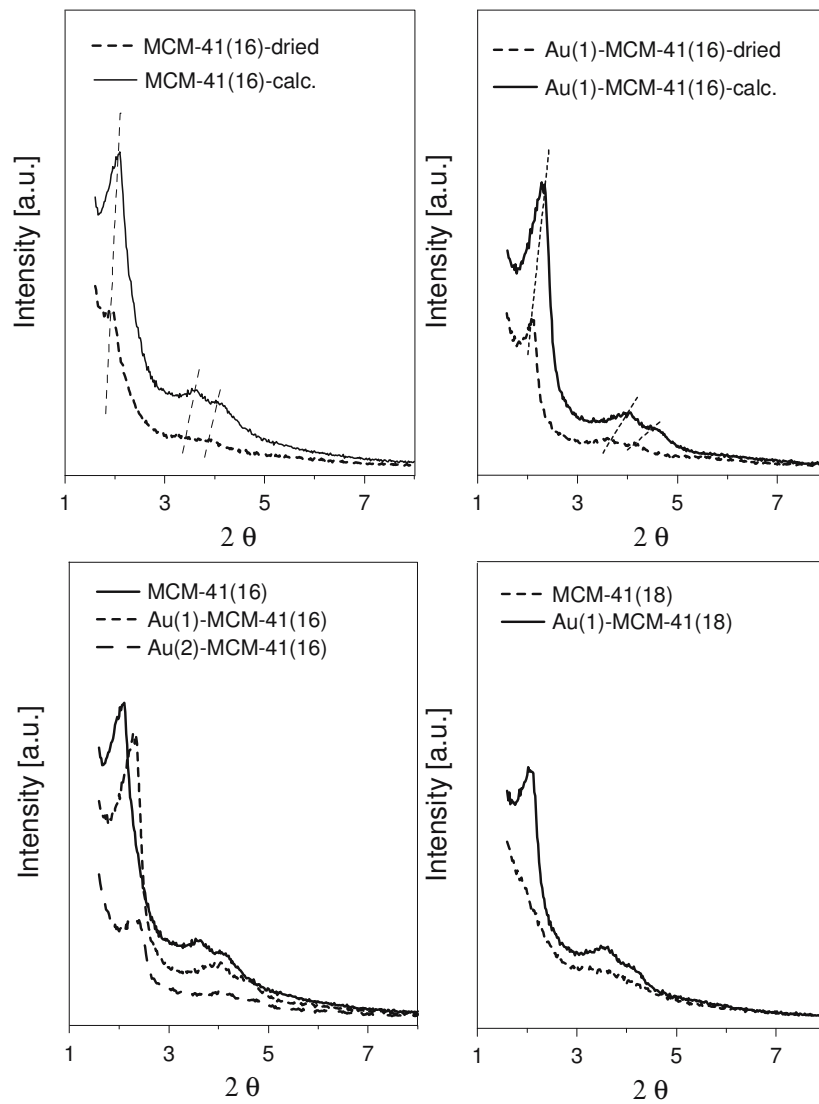 MCM-41(16)-dried
MCM-41(16)-calc.
Intensity [a.u.]
1 3 5 7
2 θ
Au(1)-MCM-41(16)-dried
Au(1)-MCM-41(16)-calc.
Intensity [a.u.]
1 3 5 7
2 θ
MCM-41(16)
Au(1)-MCM-41(16)
Au(2)-MCM-41(16)
Intensity [a.u.]
1 3 5 7
2 θ
MCM-41(18)
Au(1)-MCM-41(18)
Intensity [a.u.]
1 3 5 7
2 θ